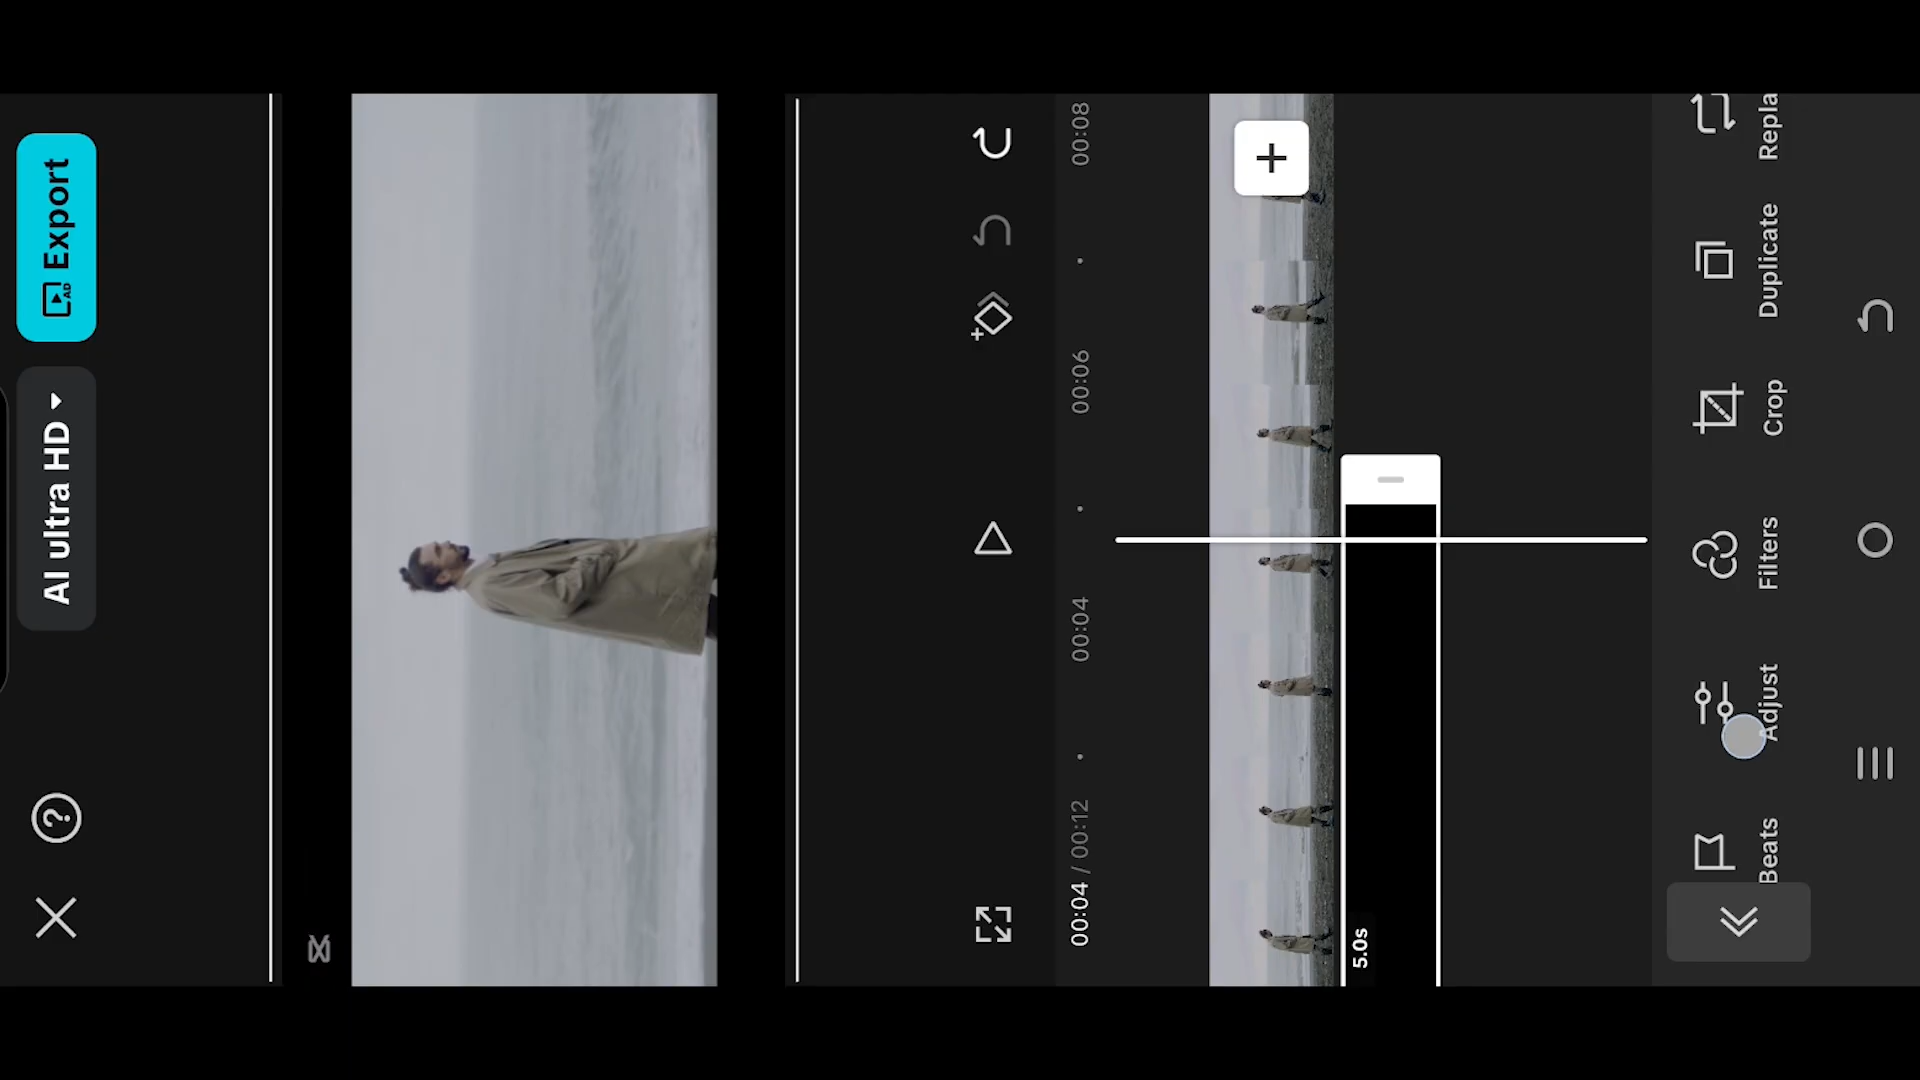 AI ultra HD
Export
AD
00:04 / 00:12
00:04
00:06
00:08
5.0s
Beats
Adjust
Filters
Crop
Duplicate
Repla